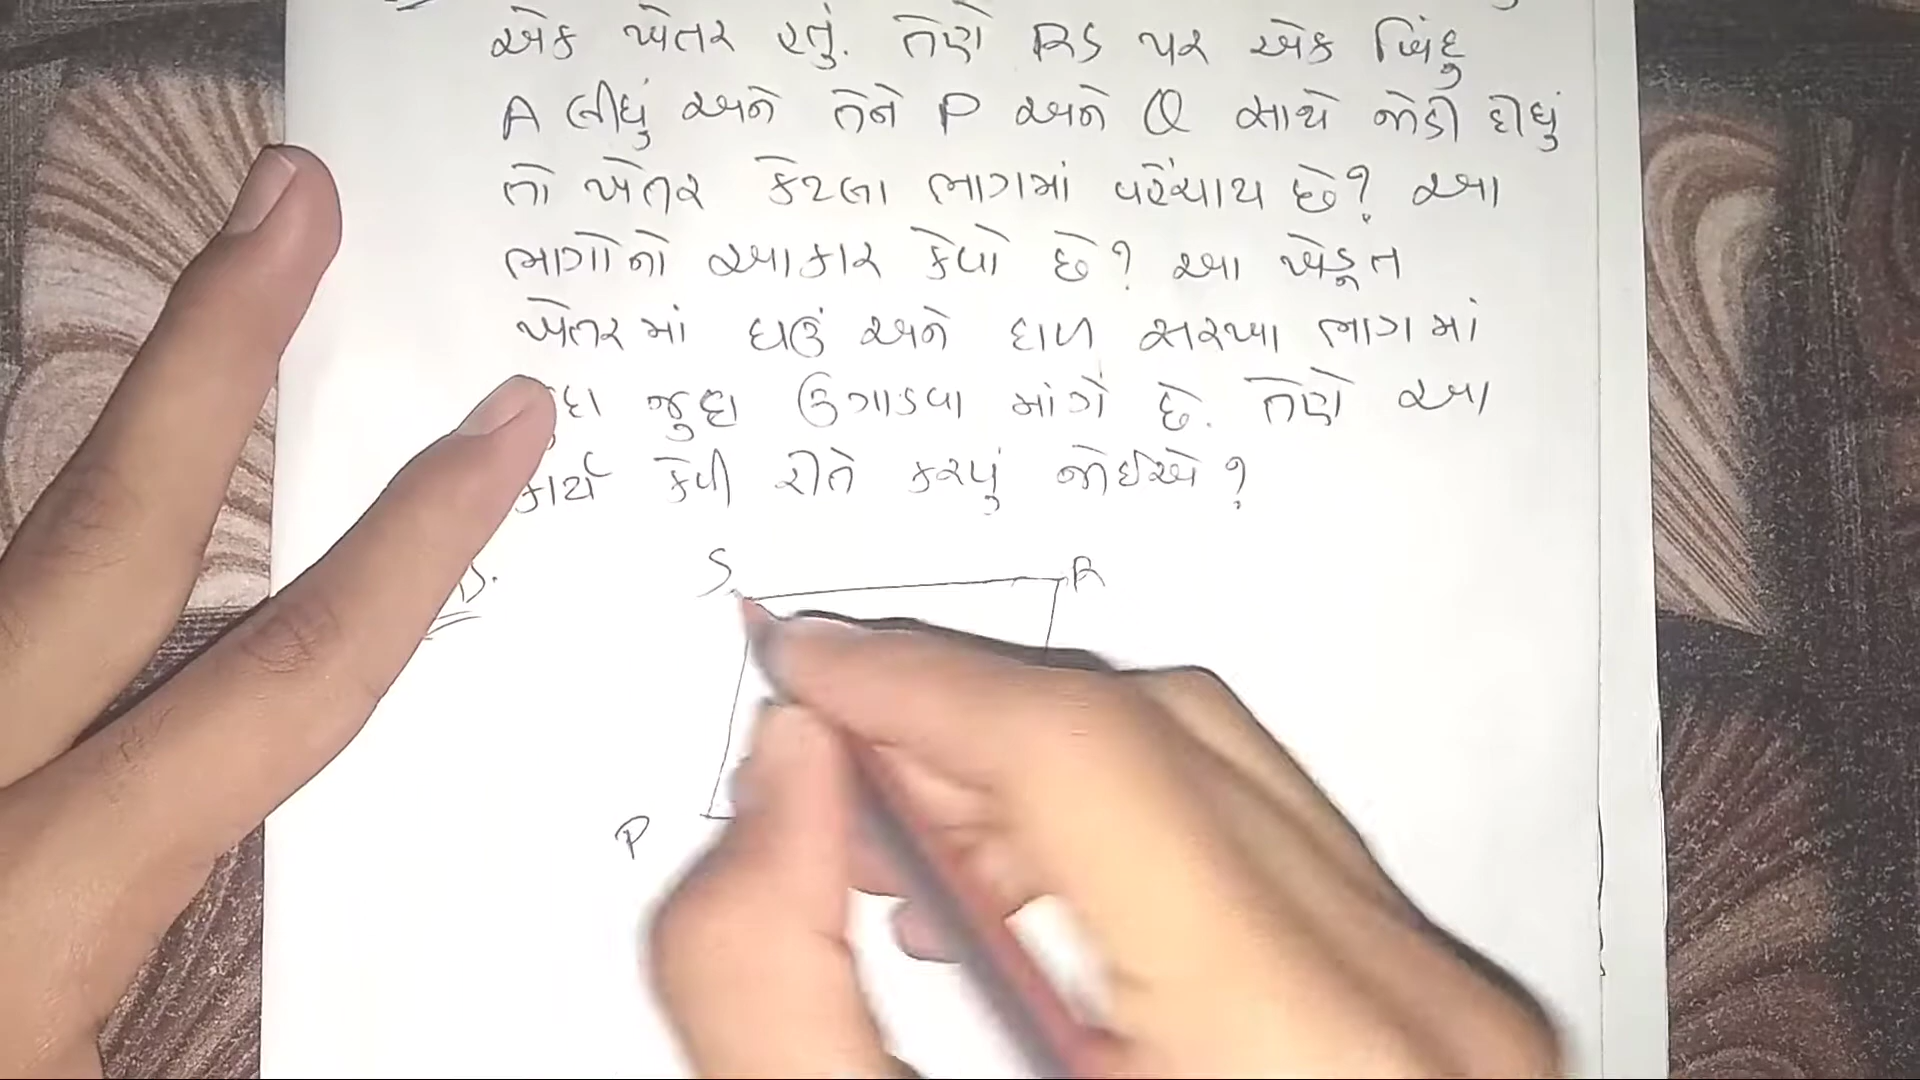 એક ખેતર હતું. તેણે RS પર એક બિંદુ
A લીધું અને તેને P અને Q સાથે જોડી દીધું
તો ખેતર કેટલા ભાગમાં વહેંચાય છે? આ
ભાગોનો આકાર કેવો છે? આ ખેડૂત
ખેતરમાં ઘઉં અને દાળ સરખા ભાગમાં
જુદા ઉગાડવા માંગે છે. તેણે આ
કાર્ય કેવી રીતે કરવું જોઈએ?
S R
P